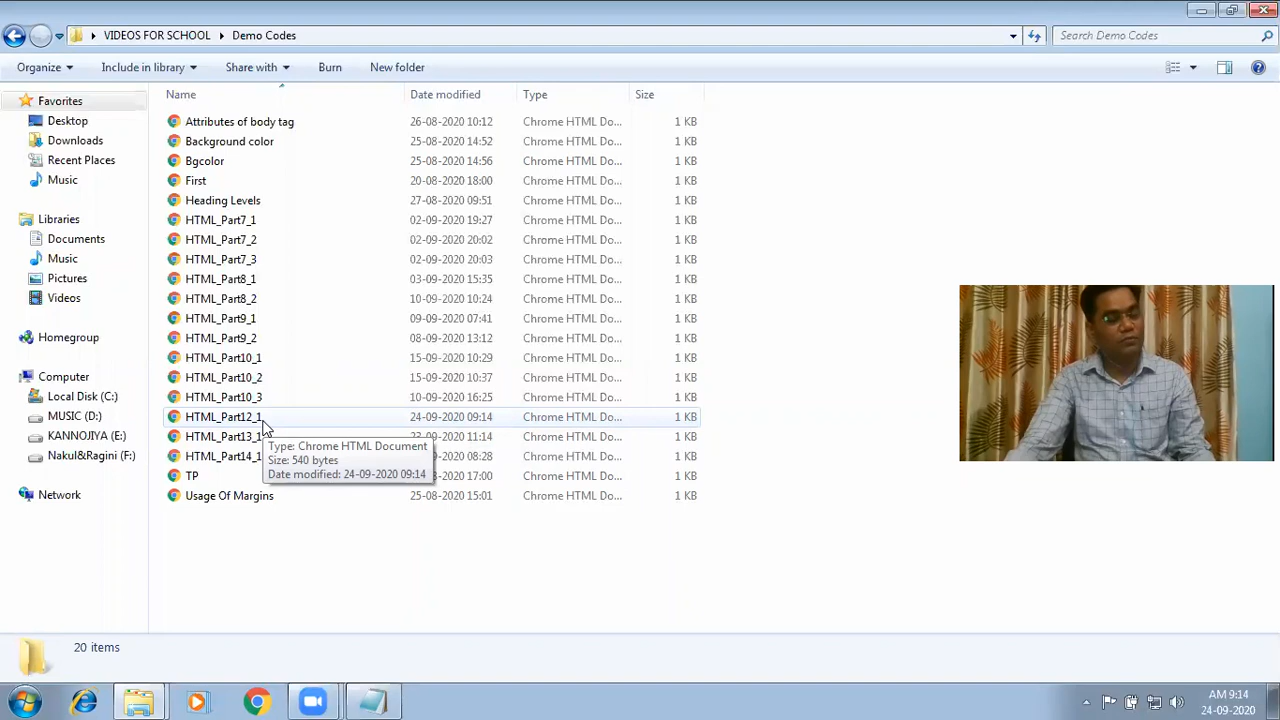 VIDEOS FOR SCHOOL Demo Codes Search Demo Codes
Organize Include in library Share with Burn New folder
Name Date modified Type Size
Favorites
Desktop
Downloads
Recent Places
Music
Libraries
Documents
Music
Pictures
Videos
Homegroup
Computer
Local Disk (C:)
MUSIC (D:)
KANNOJIYA (E:)
Nakul&Ragini (F:)
Network
Attributes of body tag 26-08-2020 10:12 Chrome HTML Do... 1 KB
Background color 25-08-2020 14:52 Chrome HTML Do... 1 KB
Bgcolor 25-08-2020 14:56 Chrome HTML Do... 1 KB
First 20-08-2020 18:00 Chrome HTML Do... 1 KB
Heading Levels 27-08-2020 09:51 Chrome HTML Do... 1 KB
HTML_Part7_1 02-09-2020 19:27 Chrome HTML Do... 1 KB
HTML_Part7_2 02-09-2020 20:02 Chrome HTML Do... 1 KB
HTML_Part7_3 02-09-2020 20:03 Chrome HTML Do... 1 KB
HTML_Part8_1 03-09-2020 15:35 Chrome HTML Do... 1 KB
HTML_Part8_2 10-09-2020 10:24 Chrome HTML Do... 1 KB
HTML_Part9_1 09-09-2020 07:41 Chrome HTML Do... 1 KB
HTML_Part9_2 08-09-2020 13:12 Chrome HTML Do... 1 KB
HTML_Part10_1 15-09-2020 10:29 Chrome HTML Do... 1 KB
HTML_Part10_2 15-09-2020 10:37 Chrome HTML Do... 1 KB
HTML_Part10_3 10-09-2020 16:25 Chrome HTML Do... 1 KB
HTML_Part12_1 24-09-2020 09:14 Chrome HTML Do... 1 KB
HTML_Part13_1 23-09-2020 11:14 Chrome HTML Do... 1 KB
HTML_Part14_1 2020 08:28 Chrome HTML Do... 1 KB
TP 2020 17:00 Chrome HTML Do... 1 KB
Usage Of Margins 25-08-2020 15:01 Chrome HTML Do... 1 KB
Type: Chrome HTML Document
Size: 540 bytes
Date modified: 24-09-2020 09:14
20 items
AM 9:14
24-09-2020